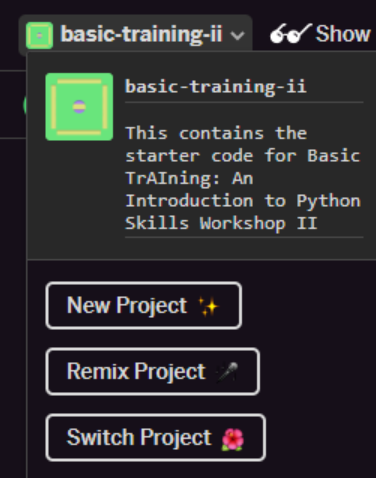 basic-training-ii
Show
basic-training-ii
This contains the
starter code for Basic
TrAIning: An
Introduction to Python
Skills Workshop II
New Project
Remix Project
Switch Project